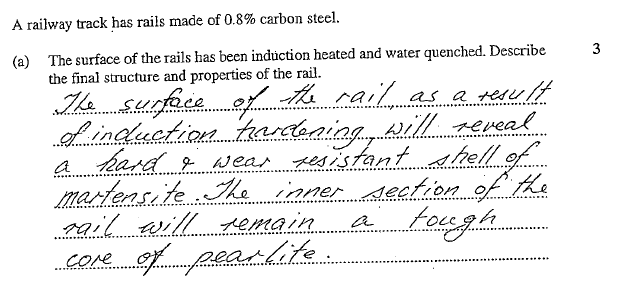 A railway track has rails made of 0.8% carbon steel.
(a) The surface of the rails has been induction heated and water quenched. Describe 3
the final structure and properties of the rail.
The surface of the rail, as a result
of induction hardening, will reveal
a hard & wear resistant shell of
martensite. The inner section of the
rail will remain a tough
core of pearlite.